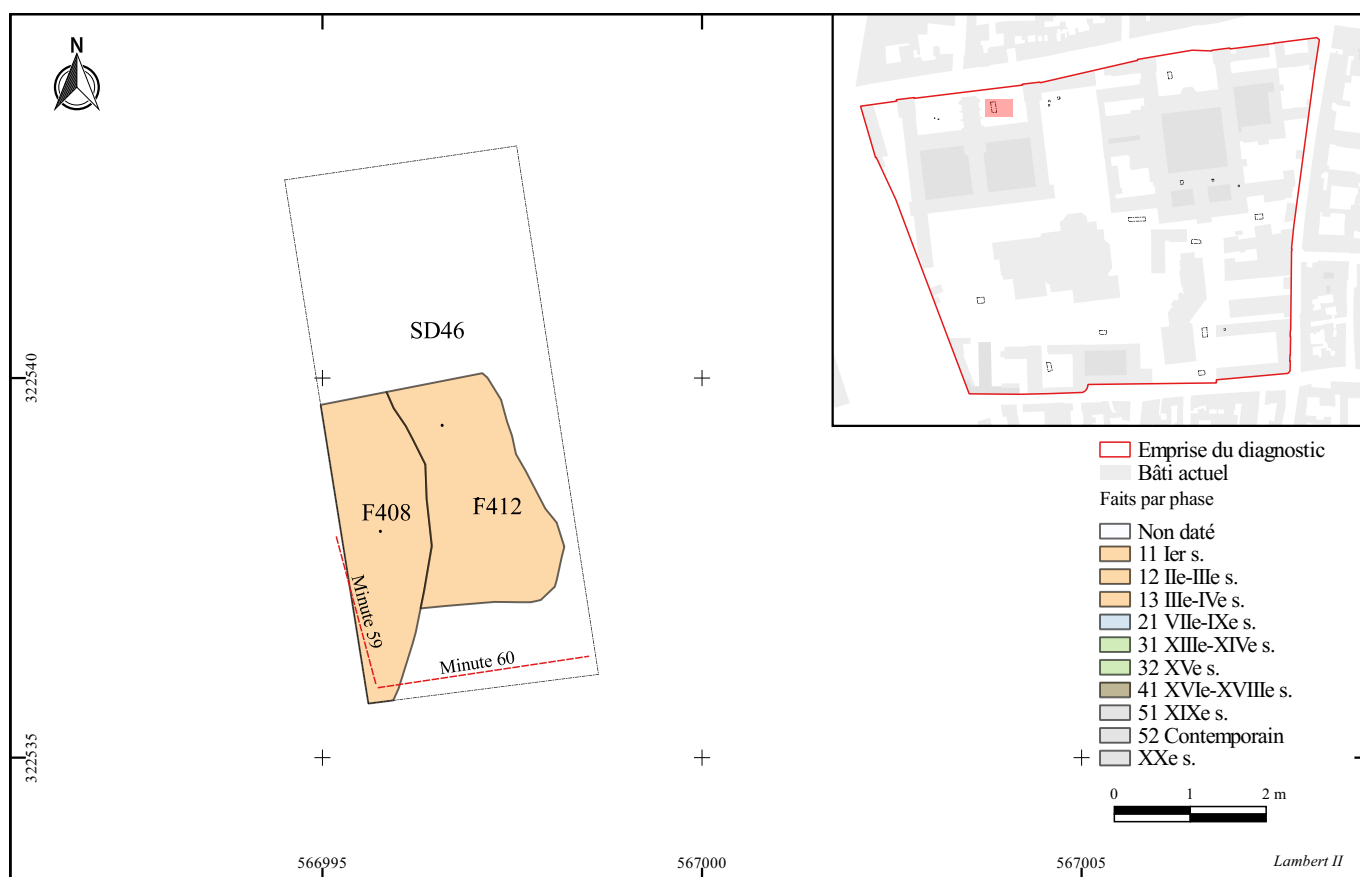 N
SD46
F408
F412
Minute 59
Minute 60
322540
322535
566995
567000
567005
Emprise du diagnostic
Bâti actuel
Faits par phase
Non daté
11 Ier s.
12 IIe-IIIe s.
13 IIIe-IVe s.
21 VIIe-IXe s.
31 XIIIe-XIVe s.
32 XVe s.
41 XVIe-XVIIIe s.
51 XIXe s.
52 Contemporain
XXe s.
0 1 2 m
Lambert II